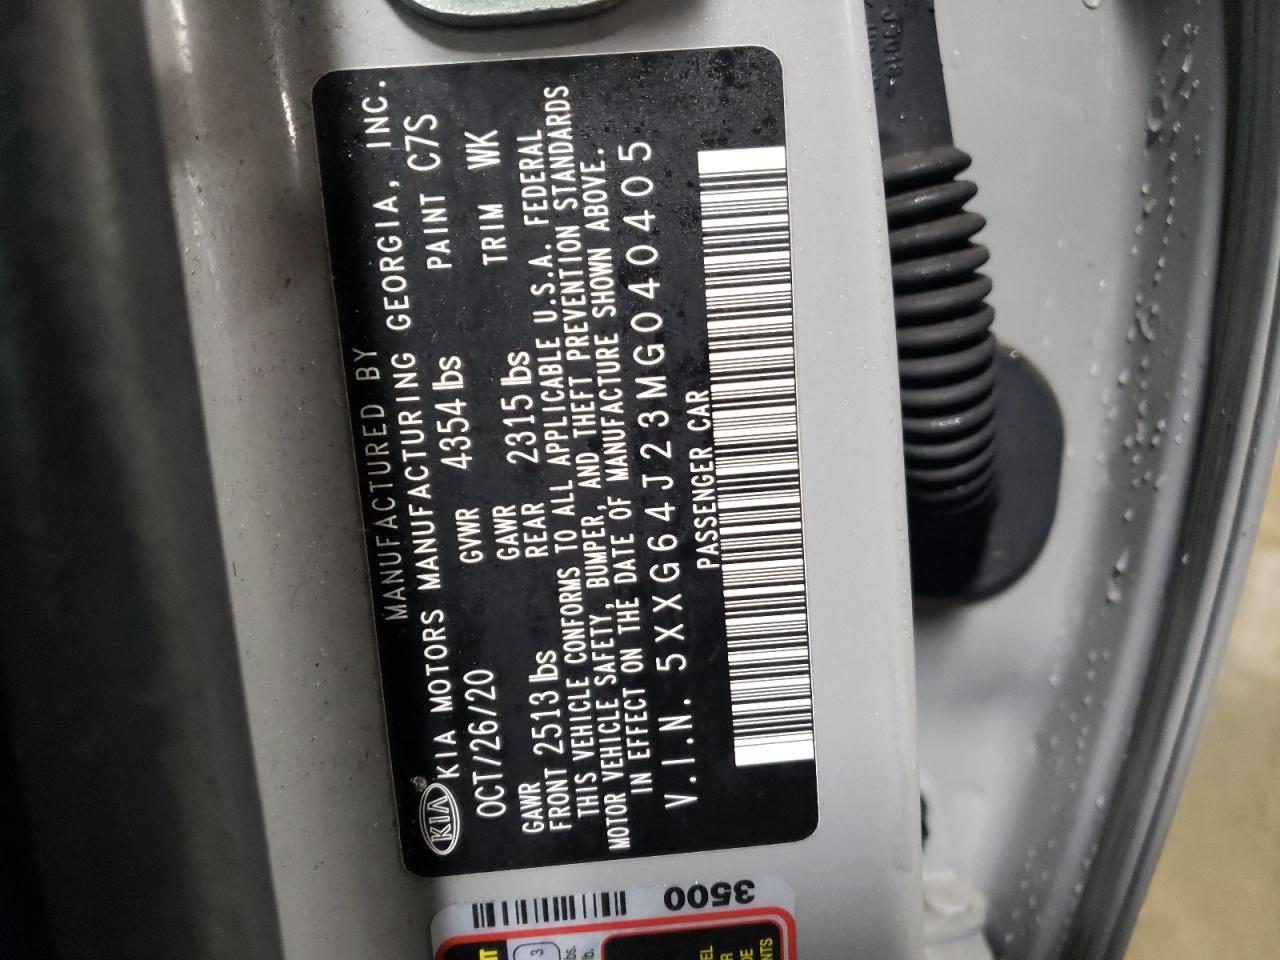 MANUFACTURED BY
KIA KIA MOTORS MANUFACTURING GEORGIA, INC.
OCT/26/20 GVWR 4354 lbs PAINT C7S
GAWR FRONT 2513 lbs GAWR REAR 2315 lbs TRIM WK
THIS VEHICLE CONFORMS TO ALL APPLICABLE U.S.A. FEDERAL
MOTOR VEHICLE SAFETY, BUMPER, AND THEFT PREVENTION STANDARDS
IN EFFECT ON THE DATE OF MANUFACTURE SHOWN ABOVE.
V.I.N. 5XXG64J23MG040405
PASSENGER CAR
3500
3